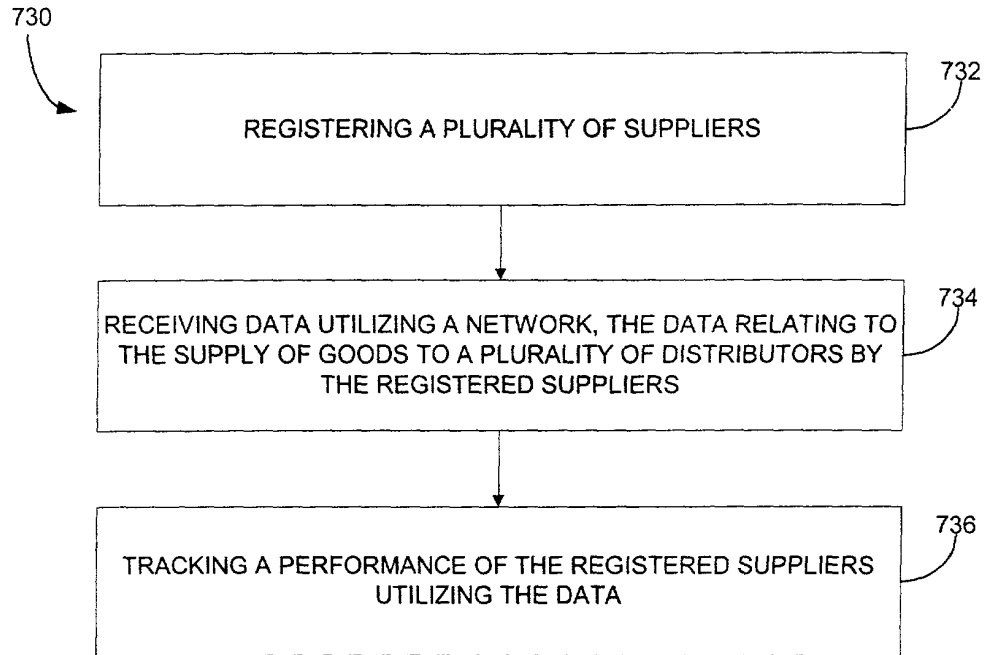 730
732
REGISTERING A PLURALITY OF SUPPLIERS
734
RECEIVING DATA UTILIZING A NETWORK, THE DATA RELATING TO
THE SUPPLY OF GOODS TO A PLURALITY OF DISTRIBUTORS BY
THE REGISTERED SUPPLIERS
736
TRACKING A PERFORMANCE OF THE REGISTERED SUPPLIERS
UTILIZING THE DATA